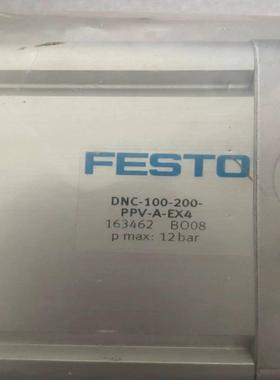 FESTO
DNC-100-200-
PPV-A-EX4
163462 BO08
p max: 12 bar